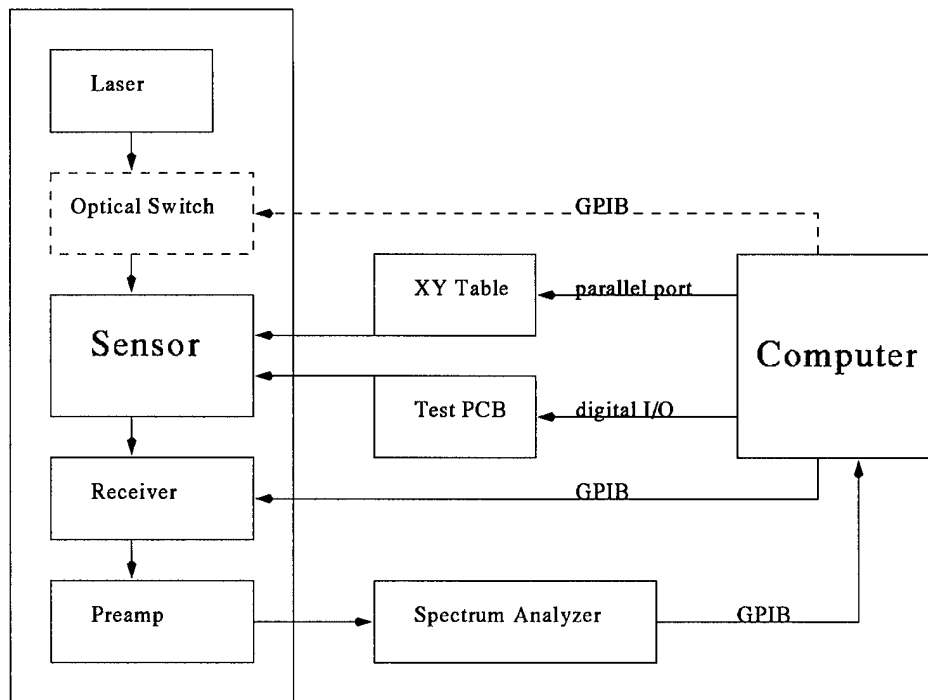 Laser
Optical Switch
GPIB
XY Table
parallel port
Sensor
Computer
Test PCB
digital I/O
Receiver
GPIB
Preamp
Spectrum Analyzer
GPIB